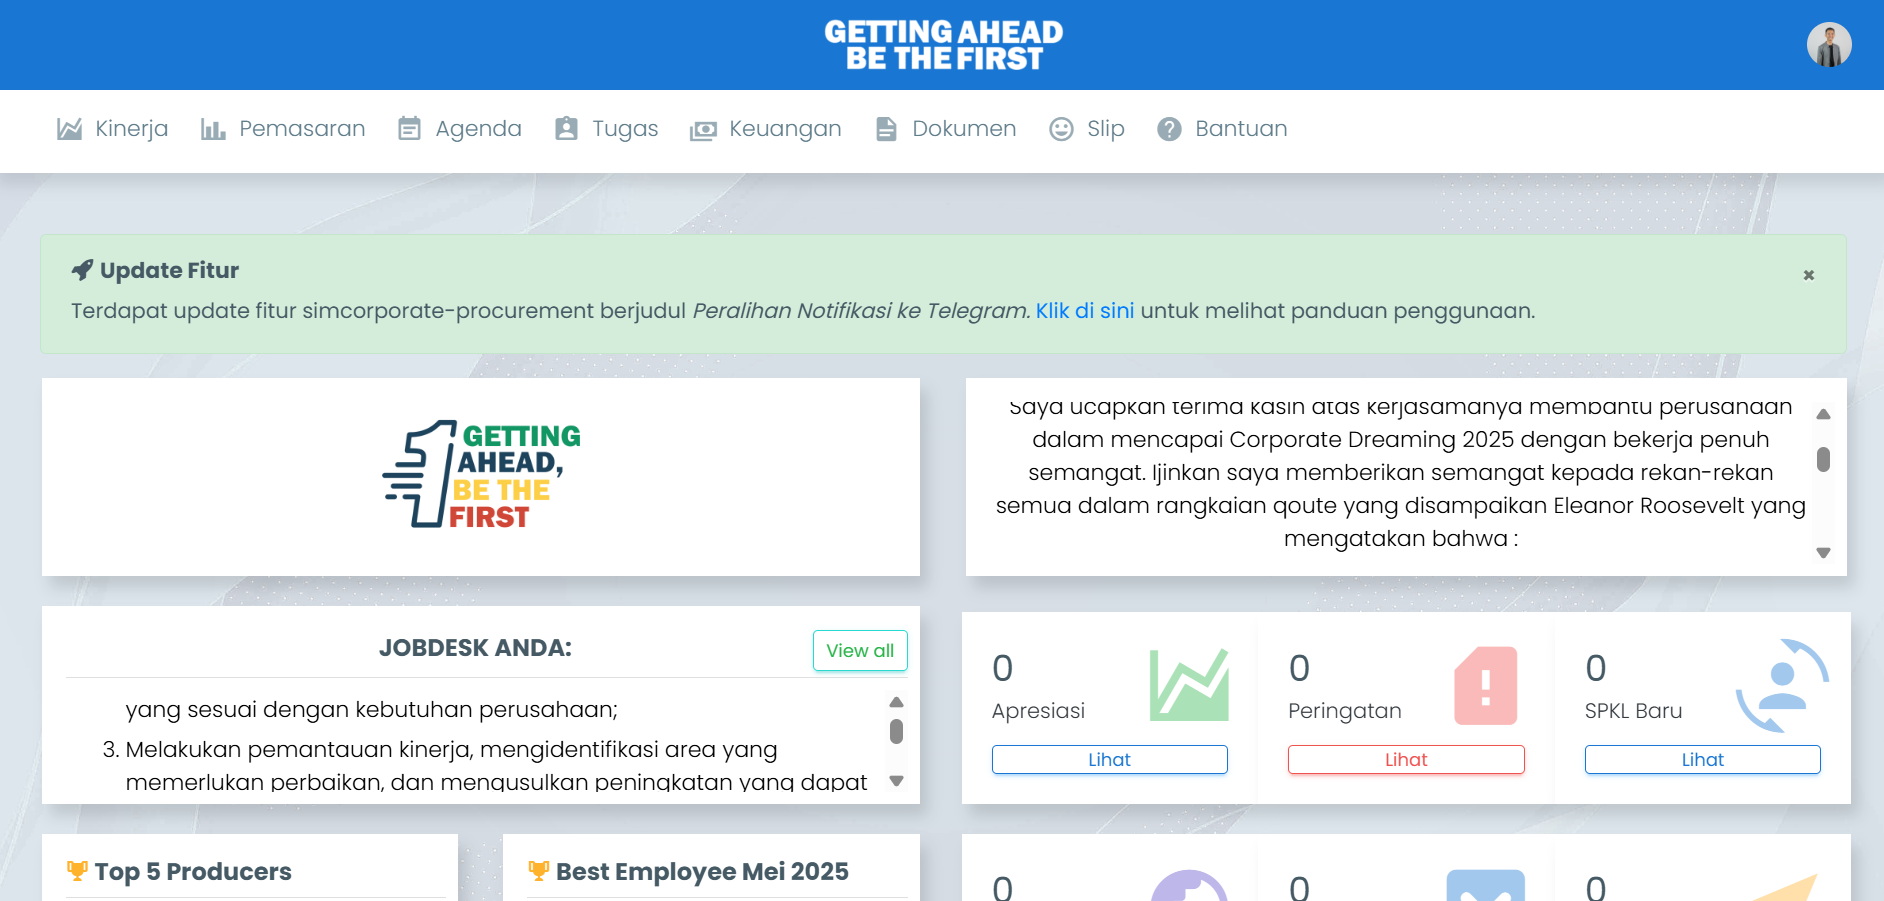 GETTING AHEAD
BE THE FIRST
Kinerja
Pemasaran
Agenda
Tugas
Keuangan
Dokumen
Slip
Bantuan
Update Fitur
×
Terdapat update fitur simcorporate-procurement berjudul Peralihan Notifikasi ke Telegram. Klik di sini untuk melihat panduan penggunaan.
1 GETTING
AHEAD,
BE THE
FIRST
Saya ucapkan terima kasih atas kerjasamanya membantu perusahaan
dalam mencapai Corporate Dreaming 2025 dengan bekerja penuh
semangat. Ijinkan saya memberikan semangat kepada rekan-rekan
semua dalam rangkaian qoute yang disampaikan Eleanor Roosevelt yang
mengatakan bahwa :
JOBDESK ANDA:
View all
yang sesuai dengan kebutuhan perusahaan;
3. Melakukan pemantauan kinerja, mengidentifikasi area yang
memerlukan perbaikan, dan mengusulkan peningkatan yang dapat
0
Apresiasi
Lihat
0
Peringatan
Lihat
0
SPKL Baru
Lihat
Top 5 Producers
Best Employee Mei 2025
0
0
0